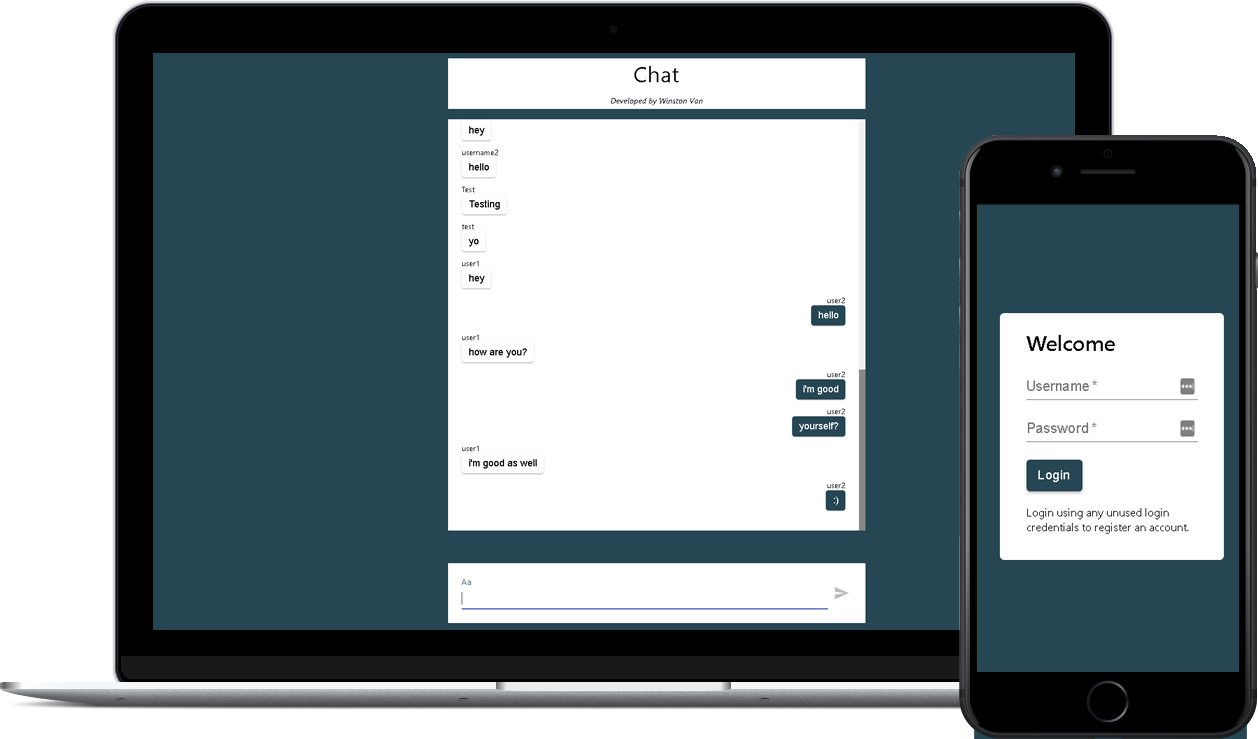 Chat
Developed by Winston Van
hey
username2
hello
Test
Testing
test
yo
user1
hey
user2
hello
user1
how are you?
user2
i'm good
user2
yourself?
user1
i'm good as well
user2
:)
Aa
Welcome
Username *
Password *
Login
Login using any unused login
credentials to register an account.